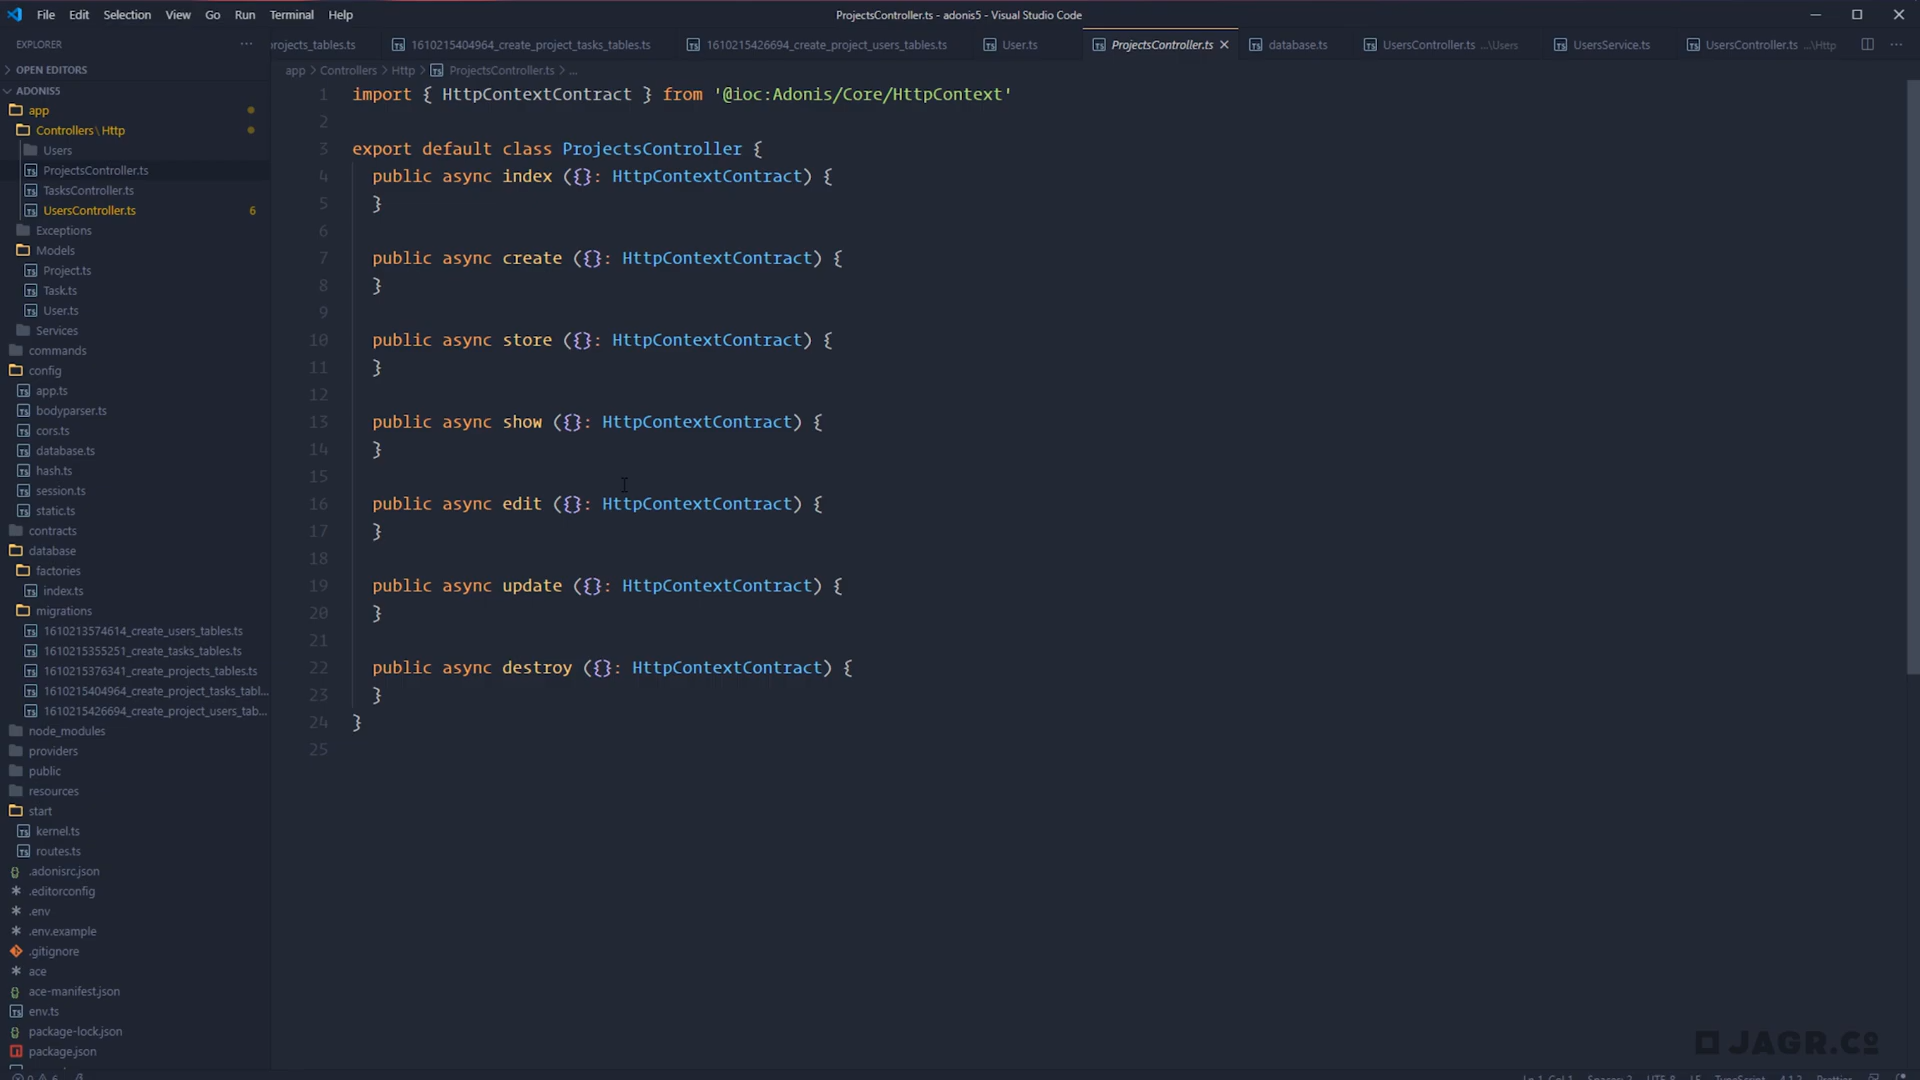 File Edit Selection View Go Run Terminal Help
ProjectsController.ts - adonis5 - Visual Studio Code
EXPLORER
rojects_tables.ts 1610215404964_create_project_tasks_tables.ts 1610215426694_create_project_users_tables.ts User.ts ProjectsController.ts database.ts UsersController.ts ...\Users UsersService.ts UsersController.ts ...\Http
OPEN EDITORS
ADONIS5
app
Controllers \ Http
Users
ProjectsController.ts
TasksController.ts
UsersController.ts 6
Exceptions
Models
Project.ts
Task.ts
User.ts
Services
commands
config
app.ts
bodyparser.ts
cors.ts
database.ts
hash.ts
session.ts
static.ts
contracts
database
factories
index.ts
migrations
1610213574614_create_users_tables.ts
1610215355251_create_tasks_tables.ts
1610215376341_create_projects_tables.ts
1610215404964_create_project_tasks_tabl...
1610215426694_create_project_users_tab...
node_modules
providers
public
resources
start
kernel.ts
routes.ts
.adonisrc.json
.editorconfig
.env
.env.example
.gitignore
ace
ace-manifest.json
env.ts
package-lock.json
package.json
app > Controllers > Http > ProjectsController.ts > ...
1 import { HttpContextContract } from '@ioc:Adonis/Core/HttpContext'
2
3 export default class ProjectsController {
4 public async index ({}: HttpContextContract) {
5 }
6
7 public async create ({}: HttpContextContract) {
8 }
9
10 public async store ({}: HttpContextContract) {
11 }
12
13 public async show ({}: HttpContextContract) {
14 }
15
16 public async edit ({}: HttpContextContract) {
17 }
18
19 public async update ({}: HttpContextContract) {
20 }
21
22 public async destroy ({}: HttpContextContract) {
23 }
24 }
25
JAGR.Co